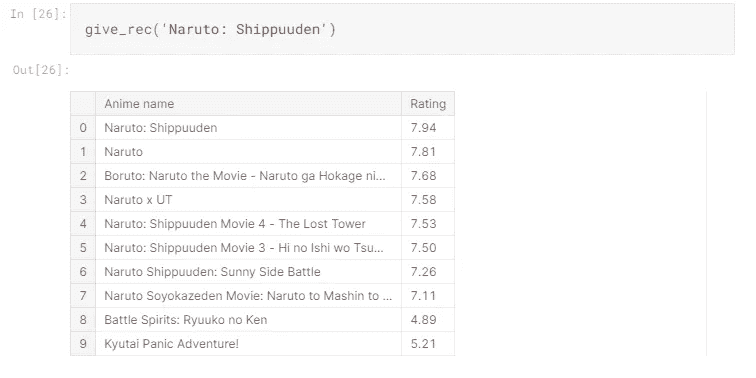 In [26]:
give_rec('Naruto: Shippuuden')
Out[26]:
Anime name Rating
0 Naruto: Shippuuden 7.94
1 Naruto 7.81
2 Boruto: Naruto the Movie - Naruto ga Hokage ni... 7.68
3 Naruto x UT 7.58
4 Naruto: Shippuuden Movie 4 - The Lost Tower 7.53
5 Naruto: Shippuuden Movie 3 - Hi no Ishi wo Tsu... 7.50
6 Naruto Shippuuden: Sunny Side Battle 7.26
7 Naruto Soyokazeden Movie: Naruto to Mashin to ... 7.11
8 Battle Spirits: Ryuuko no Ken 4.89
9 Kyutai Panic Adventure! 5.21